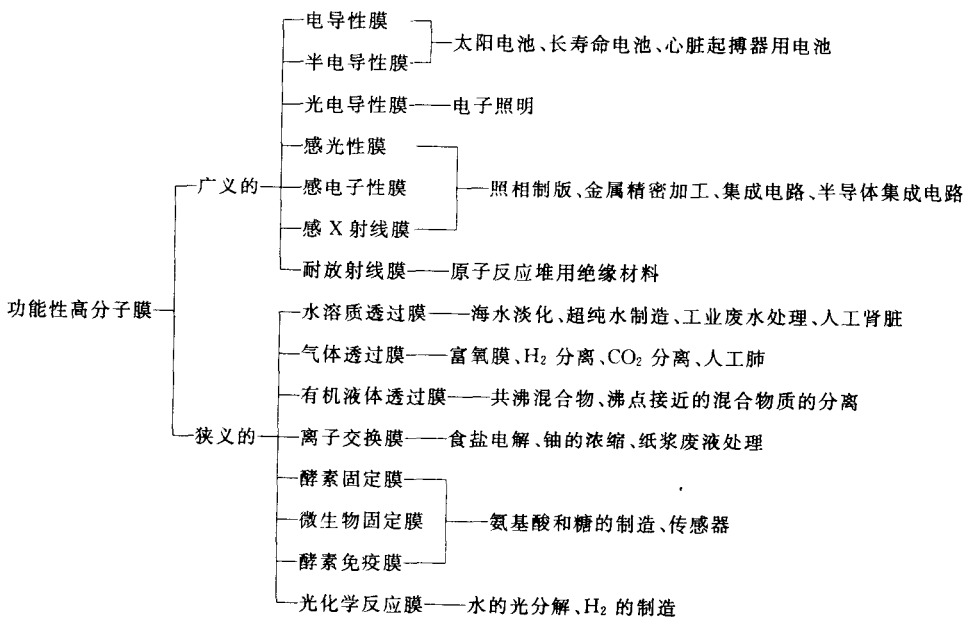 电导性膜
太阳电池、长寿命电池、心脏起搏器用电池
半电导性膜
光电导性膜——电子照明
感光性膜
广义的
感电子性膜
照相制版、金属精密加工、集成电路、半导体集成电路
感 X 射线膜
耐放射线膜——原子反应堆用绝缘材料
功能性高分子膜
水溶质透过膜——海水淡化、超纯水制造、工业废水处理、人工肾脏
气体透过膜——富氧膜、H₂ 分离、CO₂ 分离、人工肺
有机液体透过膜——共沸混合物、沸点接近的混合物质的分离
狭义的
离子交换膜——食盐电解、铀的浓缩、纸浆废液处理
酵素固定膜
微生物固定膜
氨基酸和糖的制造、传感器
酵素免疫膜
光化学反应膜——水的光分解、H₂ 的制造